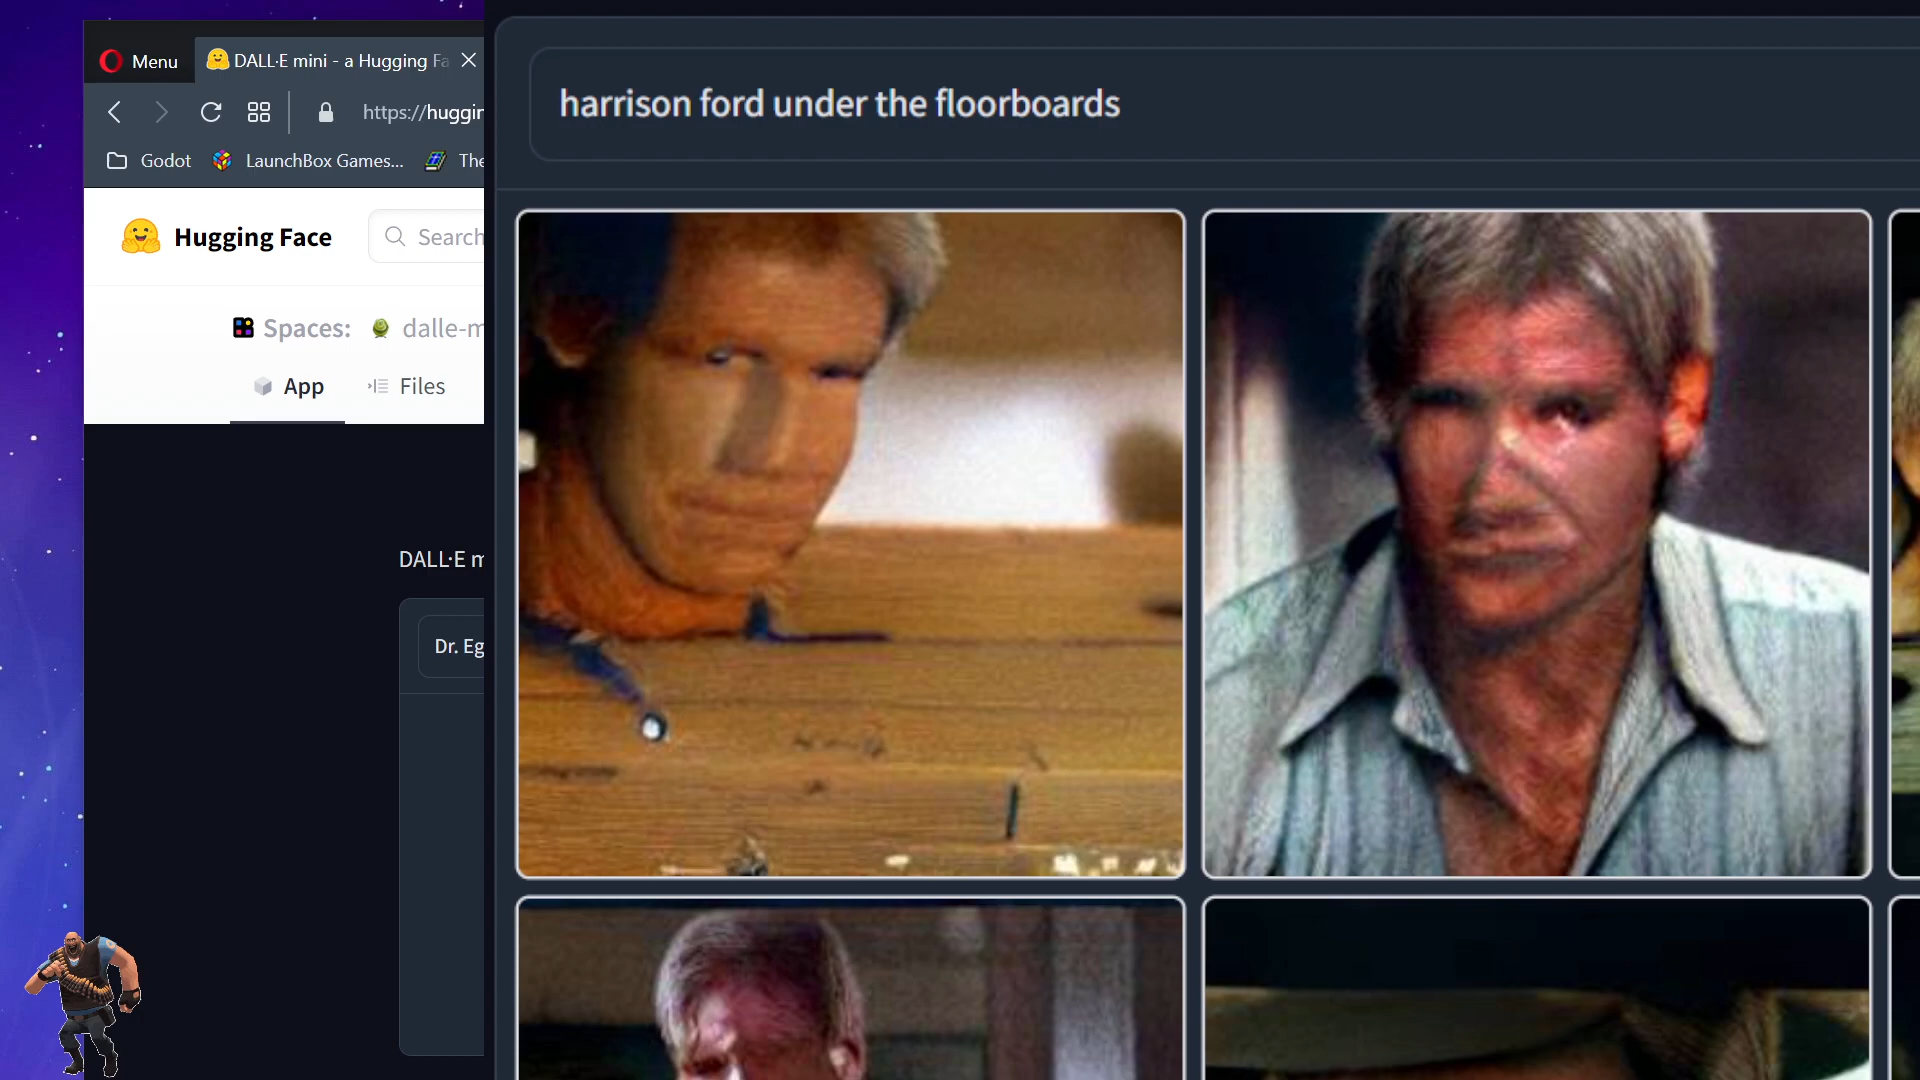 Menu
DALL·E mini - a Hugging Fa
https://huggin
Godot
LaunchBox Games...
The
Hugging Face
Search
Spaces:
dalle-m
App
Files
DALL·E m
Dr. Eg
harrison ford under the floorboards